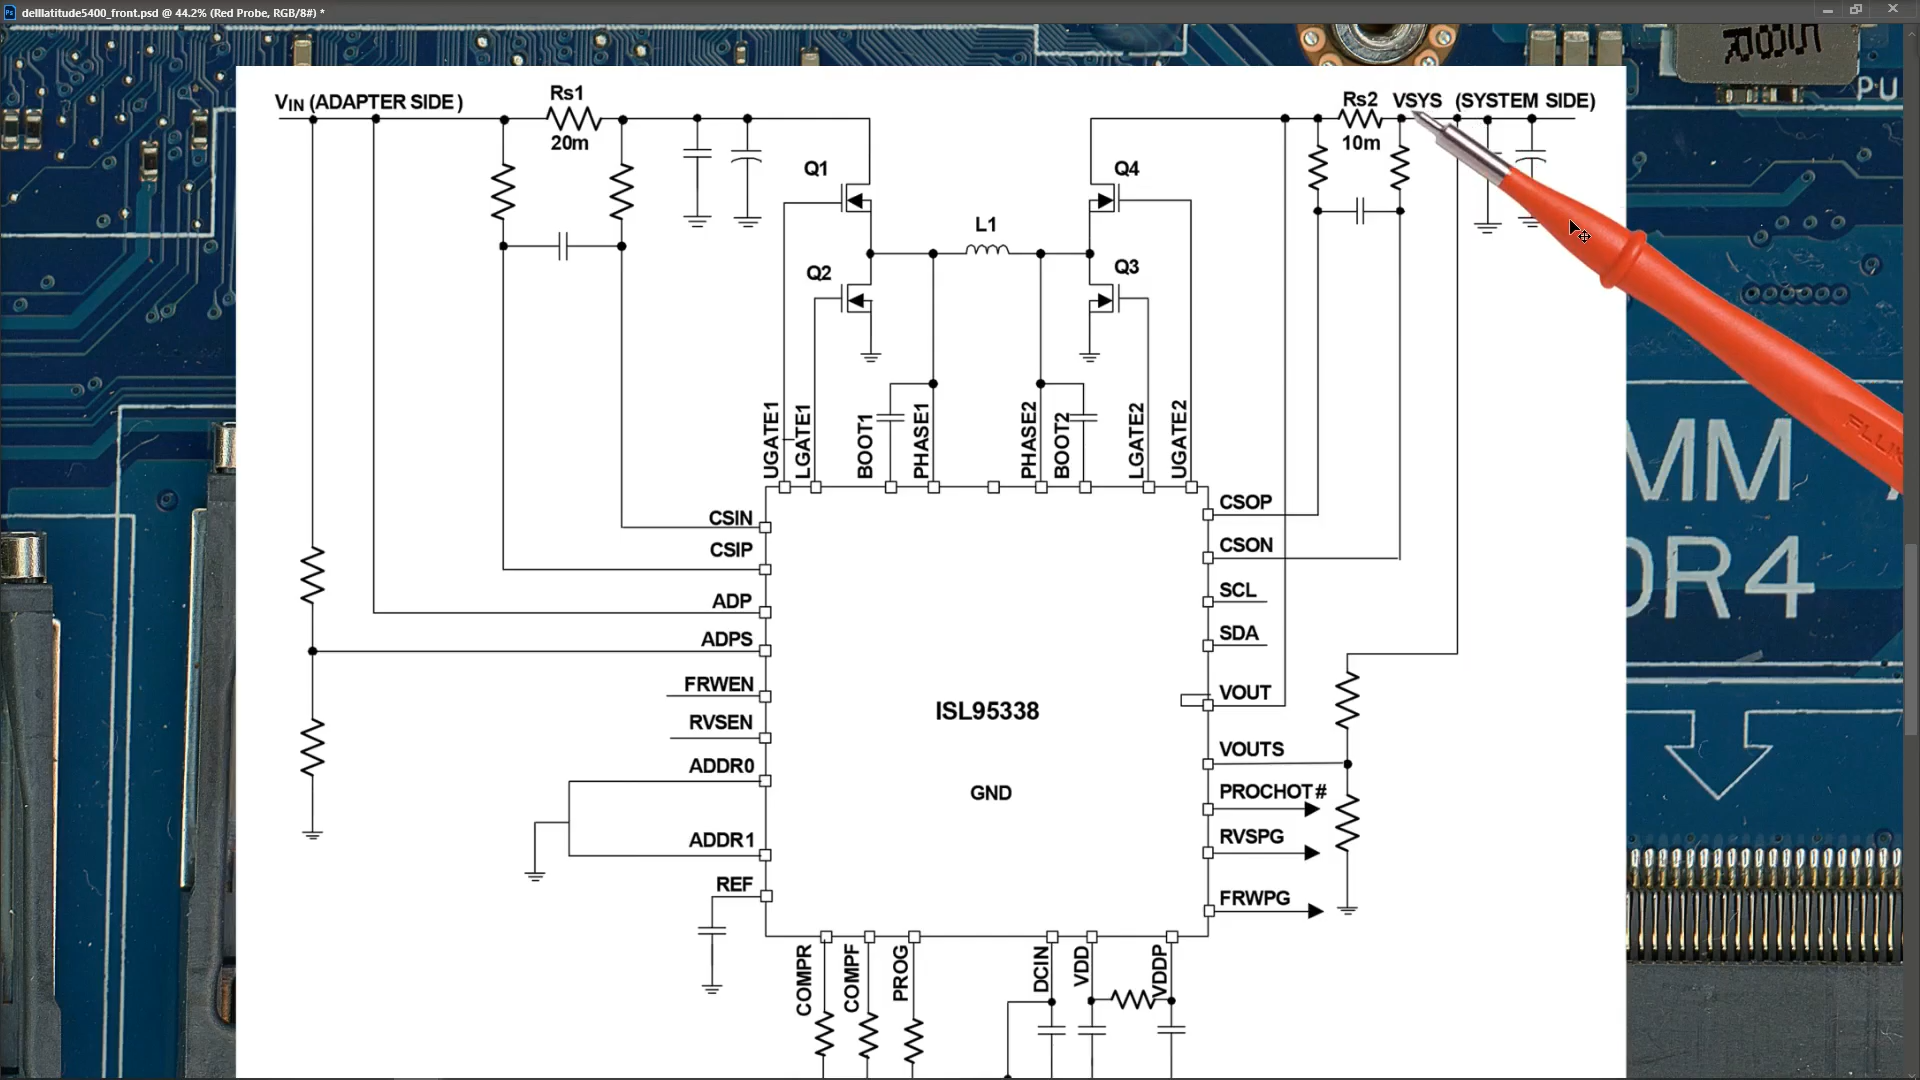 delllatitude5400_front.psd @ 44.2% (Red Probe, RGB/8#) *
PU
VIN (ADAPTER SIDE)
Rs1
20m
Rs2
10m
VSYS (SYSTEM SIDE)
Q1
Q2
L1
Q4
Q3
UGATE1
LGATE1
BOOT1
PHASE1
PHASE2
BOOT2
LGATE2
UGATE2
CSIN
CSIP
ADP
ADPS
FRWEN
RVSEN
ADDR0
ADDR1
REF
CSOP
CSON
SCL
SDA
VOUT
VOUTS
PROCHOT#
RVSPG
FRWPG
ISL95338
GND
COMPR
COMPF
PROG
DCIN
VDD
VDDP
MM
DR4